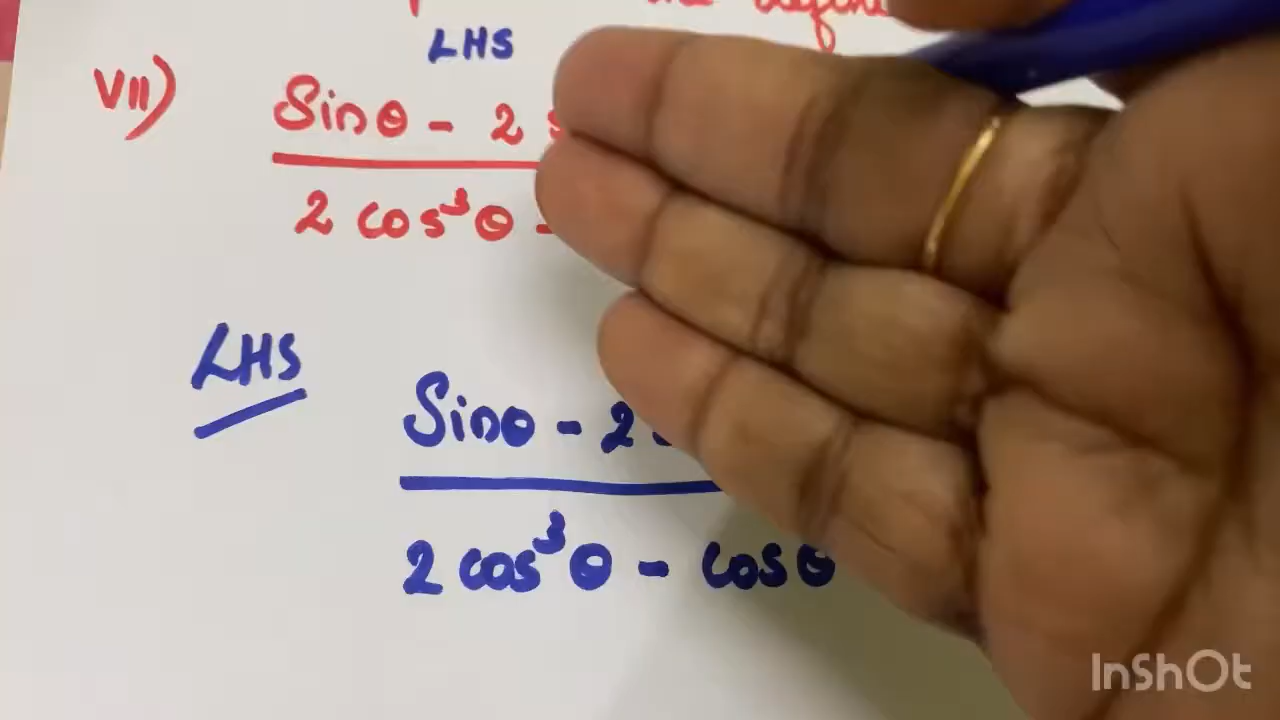 LHS
VII) Sinθ - 2
2 cos³θ -
LHS
Sinθ - 2
2 cos³θ - cosθ
InShOt